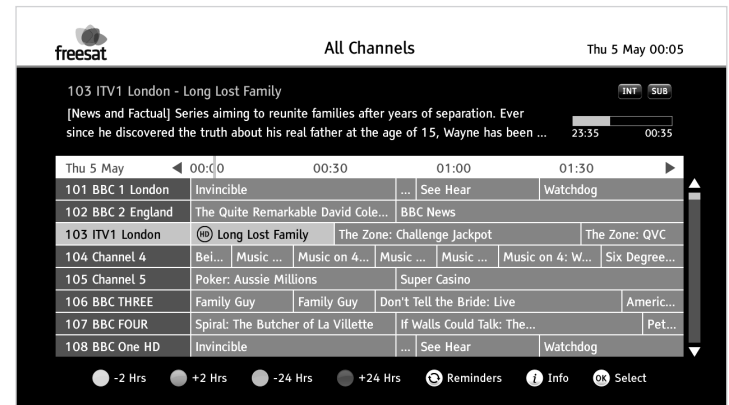 freesat
All Channels
Thu 5 May 00:05
103 ITV1 London - Long Lost Family
INT SUB
[News and Factual] Series aiming to reunite families after years of separation. Ever
since he discovered the truth about his real father at the age of 15, Wayne has been ...
23:35 00:35
Thu 5 May 00:00 00:30 01:00 01:30
101 BBC 1 London Invincible ... See Hear Watchdog
102 BBC 2 England The Quite Remarkable David Cole... BBC News
103 ITV1 London HD Long Lost Family The Zone: Challenge Jackpot The Zone: QVC
104 Channel 4 Bei... Music ... Music on 4... Music ... Music ... Music on 4: W... Six Degree...
105 Channel 5 Poker: Aussie Millions Super Casino
106 BBC THREE Family Guy Family Guy Don't Tell the Bride: Live Americ...
107 BBC FOUR Spiral: The Butcher of La Villette If Walls Could Talk: The... Pet...
108 BBC One HD Invincible ... See Hear Watchdog
-2 Hrs +2 Hrs -24 Hrs +24 Hrs Reminders i Info OK Select